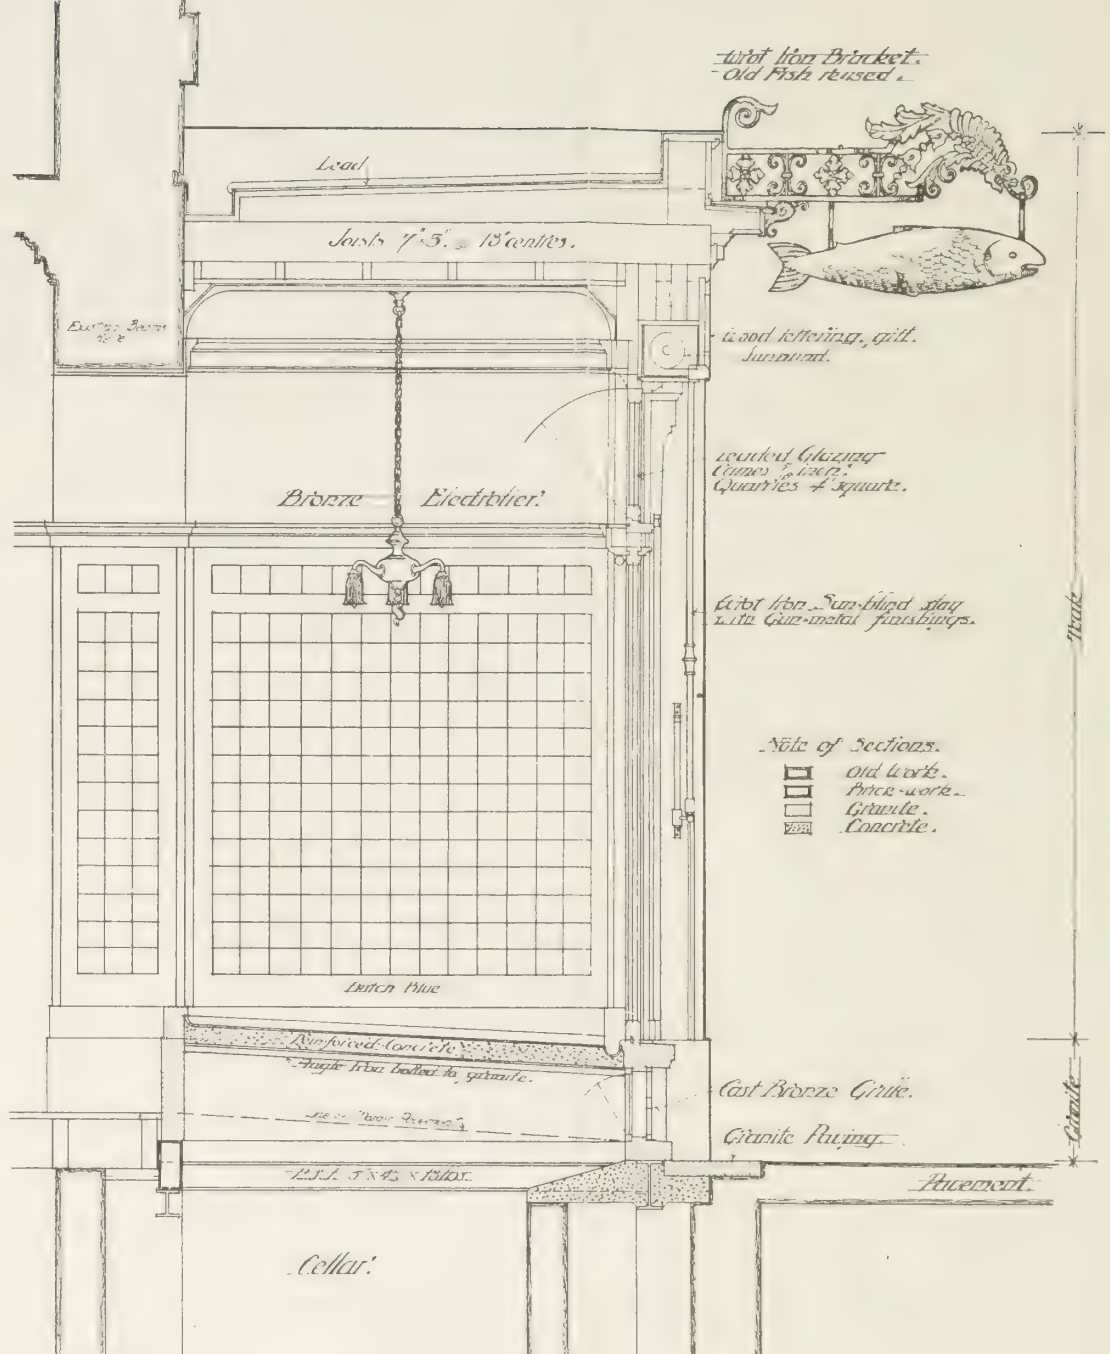 Wrot Iron Bracket.
Old Fish reused.
Lead
Joists 7" × 3". 15" centres.
Wood lettering, gilt.
Existing
Leaded Glazing
Cames inch.
Quarries 4" square.
Bronze Electrolier.
Wrot Iron Sun-blind stay
with Gun-metal finishings.
Teak
Note of Sections.
Old Work.
Brick-work.
Granite.
Concrete.
Dutch Blue
Reinforced Concrete
Angle Iron bolted to granite.
Cast Bronze Grille.
Granite
Granite Paving
Pavement.
Cellar.